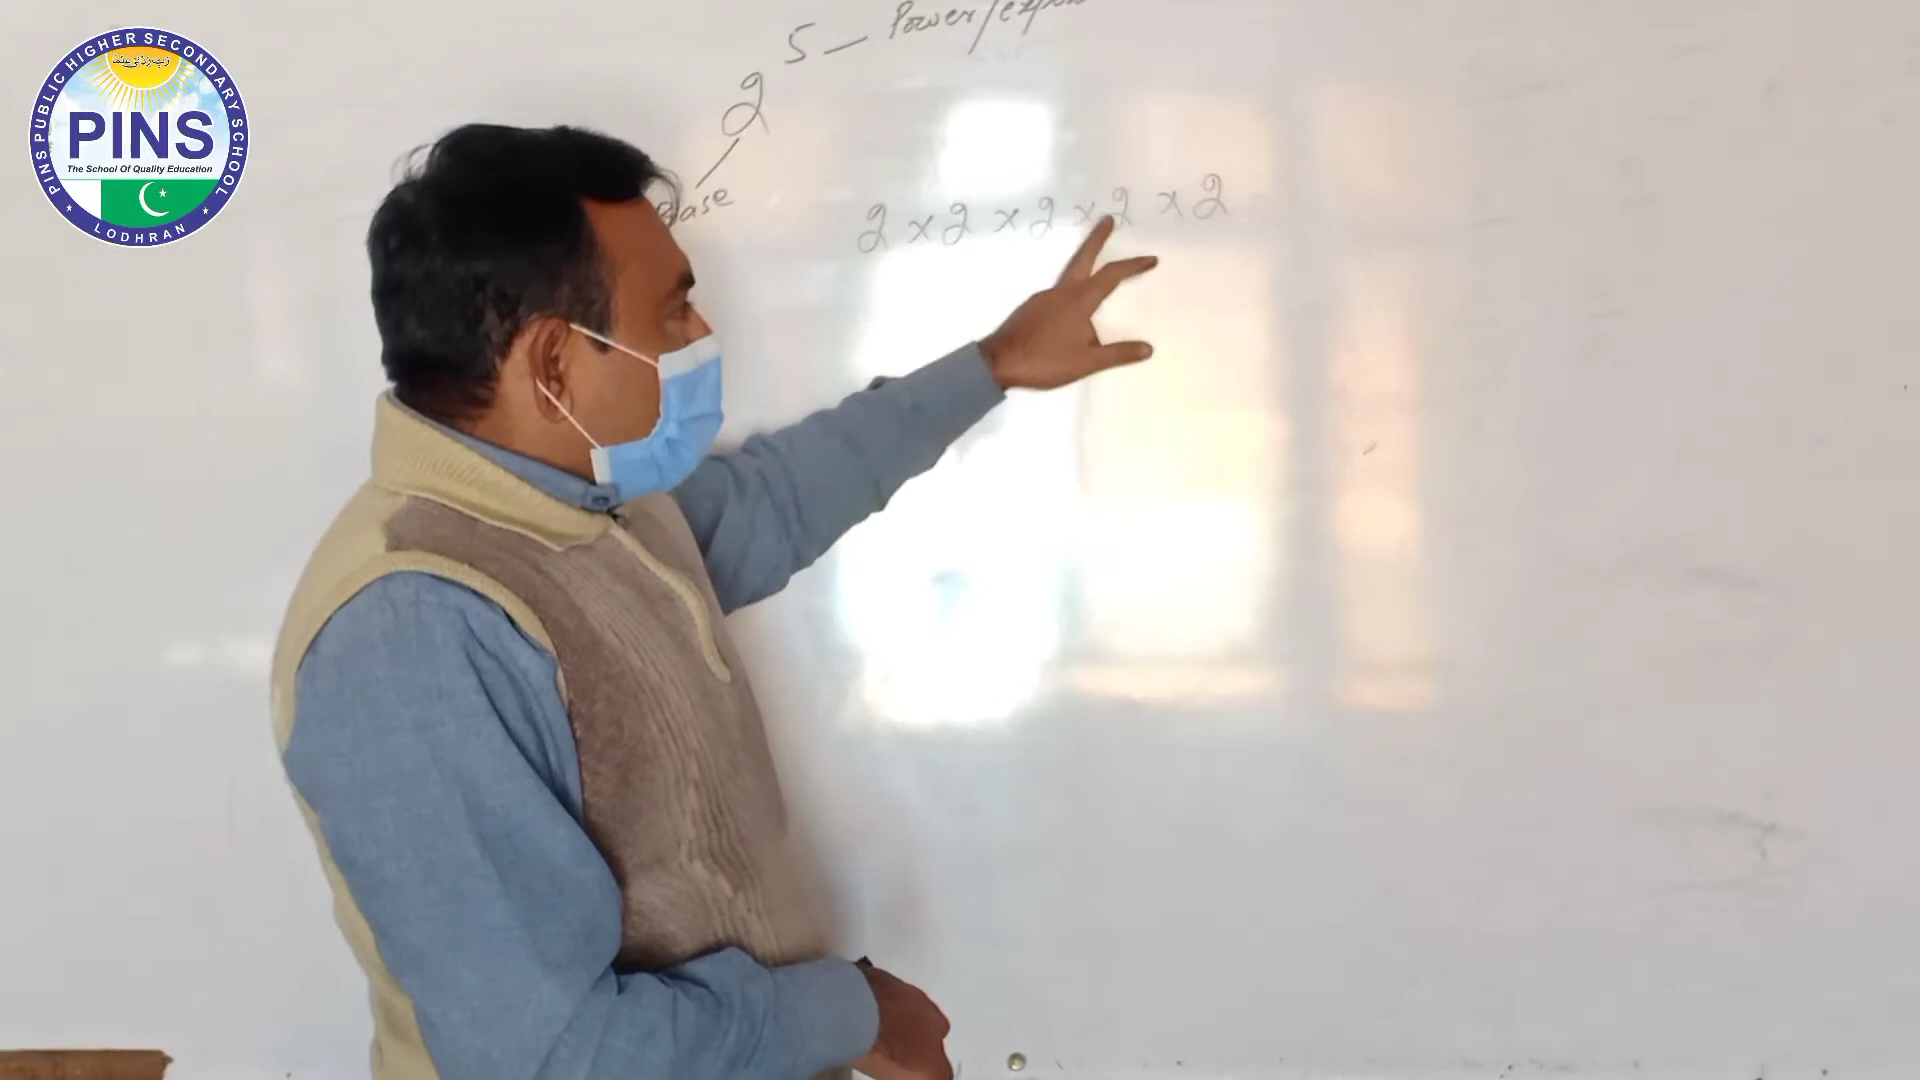 PINS PUBLIC HIGHER SECONDARY SCHOOL
PINS
The School Of Quality Education
LODHRAN
5 — Power/
2
Base
2 × 2 × 2 × 2 × 2